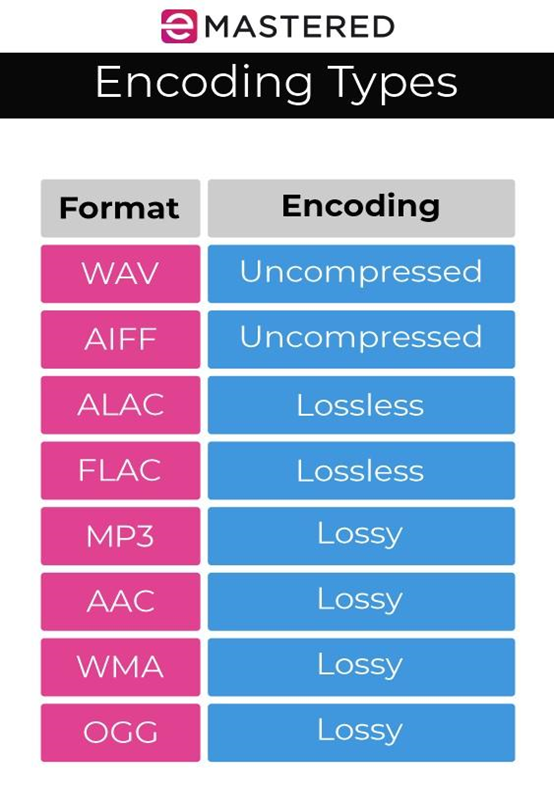 e MASTERED
Encoding Types
Format Encoding
WAV Uncompressed
AIFF Uncompressed
ALAC Lossless
FLAC Lossless
MP3 Lossy
AAC Lossy
WMA Lossy
OGG Lossy